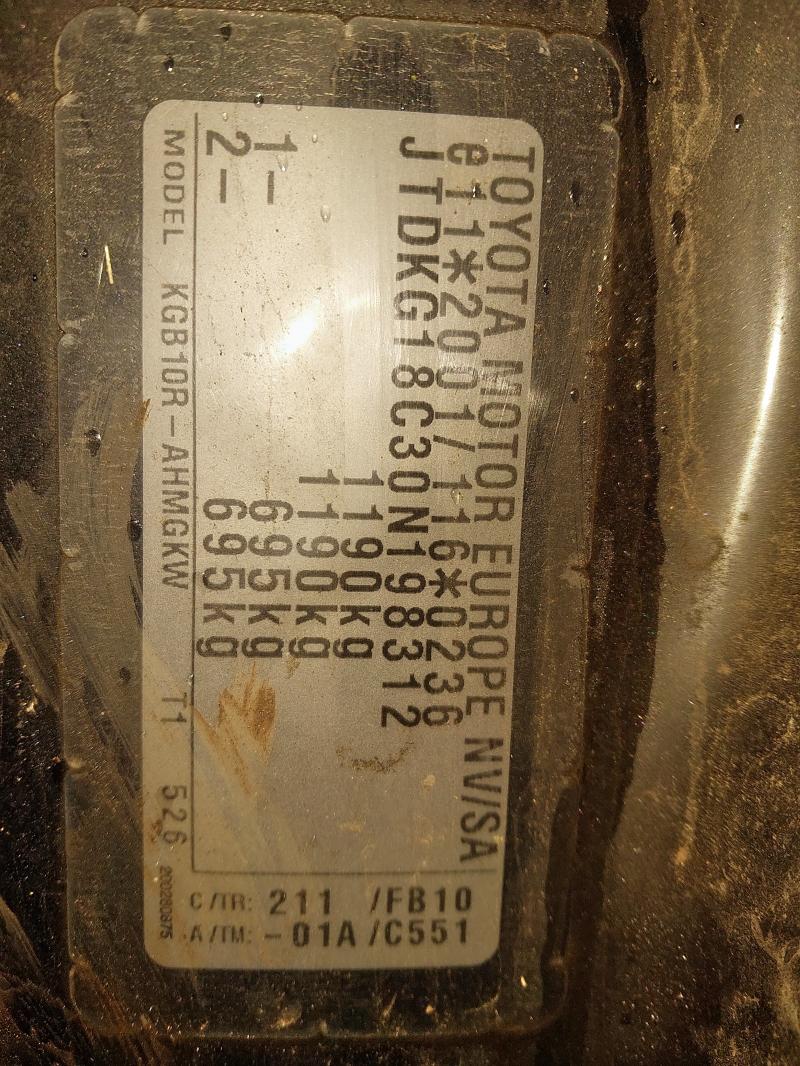 TOYOTA MOTOR EUROPE NV/SA
e11*2001/116*0236
JTDKG18C30N198312
1190kg
1190kg
1- 695kg
2- 695kg
MODEL KGB10R-AHMGKW T1 526
C/TR: 211 /FB10
A/TM: -01A /C551